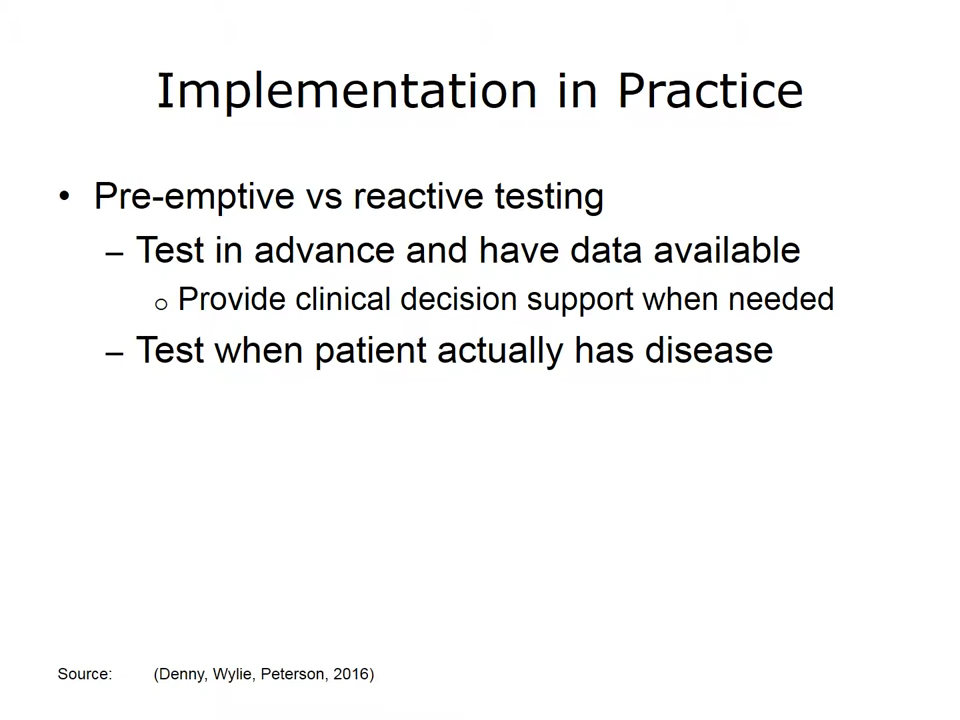 Implementation in Practice
• Pre-emptive vs reactive testing
– Test in advance and have data available
o Provide clinical decision support when needed
– Test when patient actually has disease
Source: (Denny, Wylie, Peterson, 2016)